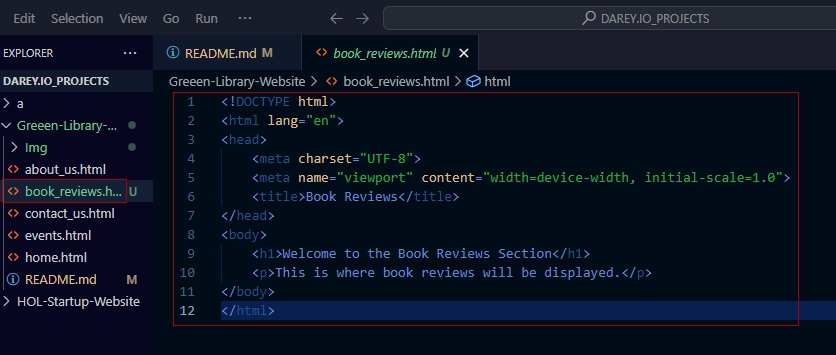 Edit Selection View Go Run ··· ← → DAREY.IO_PROJECTS
EXPLORER ···
DAREY.IO_PROJECTS
> a
Greeen-Library-...
> Img
<> about_us.html
<> book_reviews.h... U
<> contact_us.html
<> events.html
<> home.html
README.md M
> HOL-Startup-Website
README.md M
<> book_reviews.html U ×
Greeen-Library-Website > <> book_reviews.html > html
1 <!DOCTYPE html>
2 <html lang="en">
3 <head>
4 <meta charset="UTF-8">
5 <meta name="viewport" content="width=device-width, initial-scale=1.0">
6 <title>Book Reviews</title>
7 </head>
8 <body>
9 <h1>Welcome to the Book Reviews Section</h1>
10 <p>This is where book reviews will be displayed.</p>
11 </body>
12 </html>